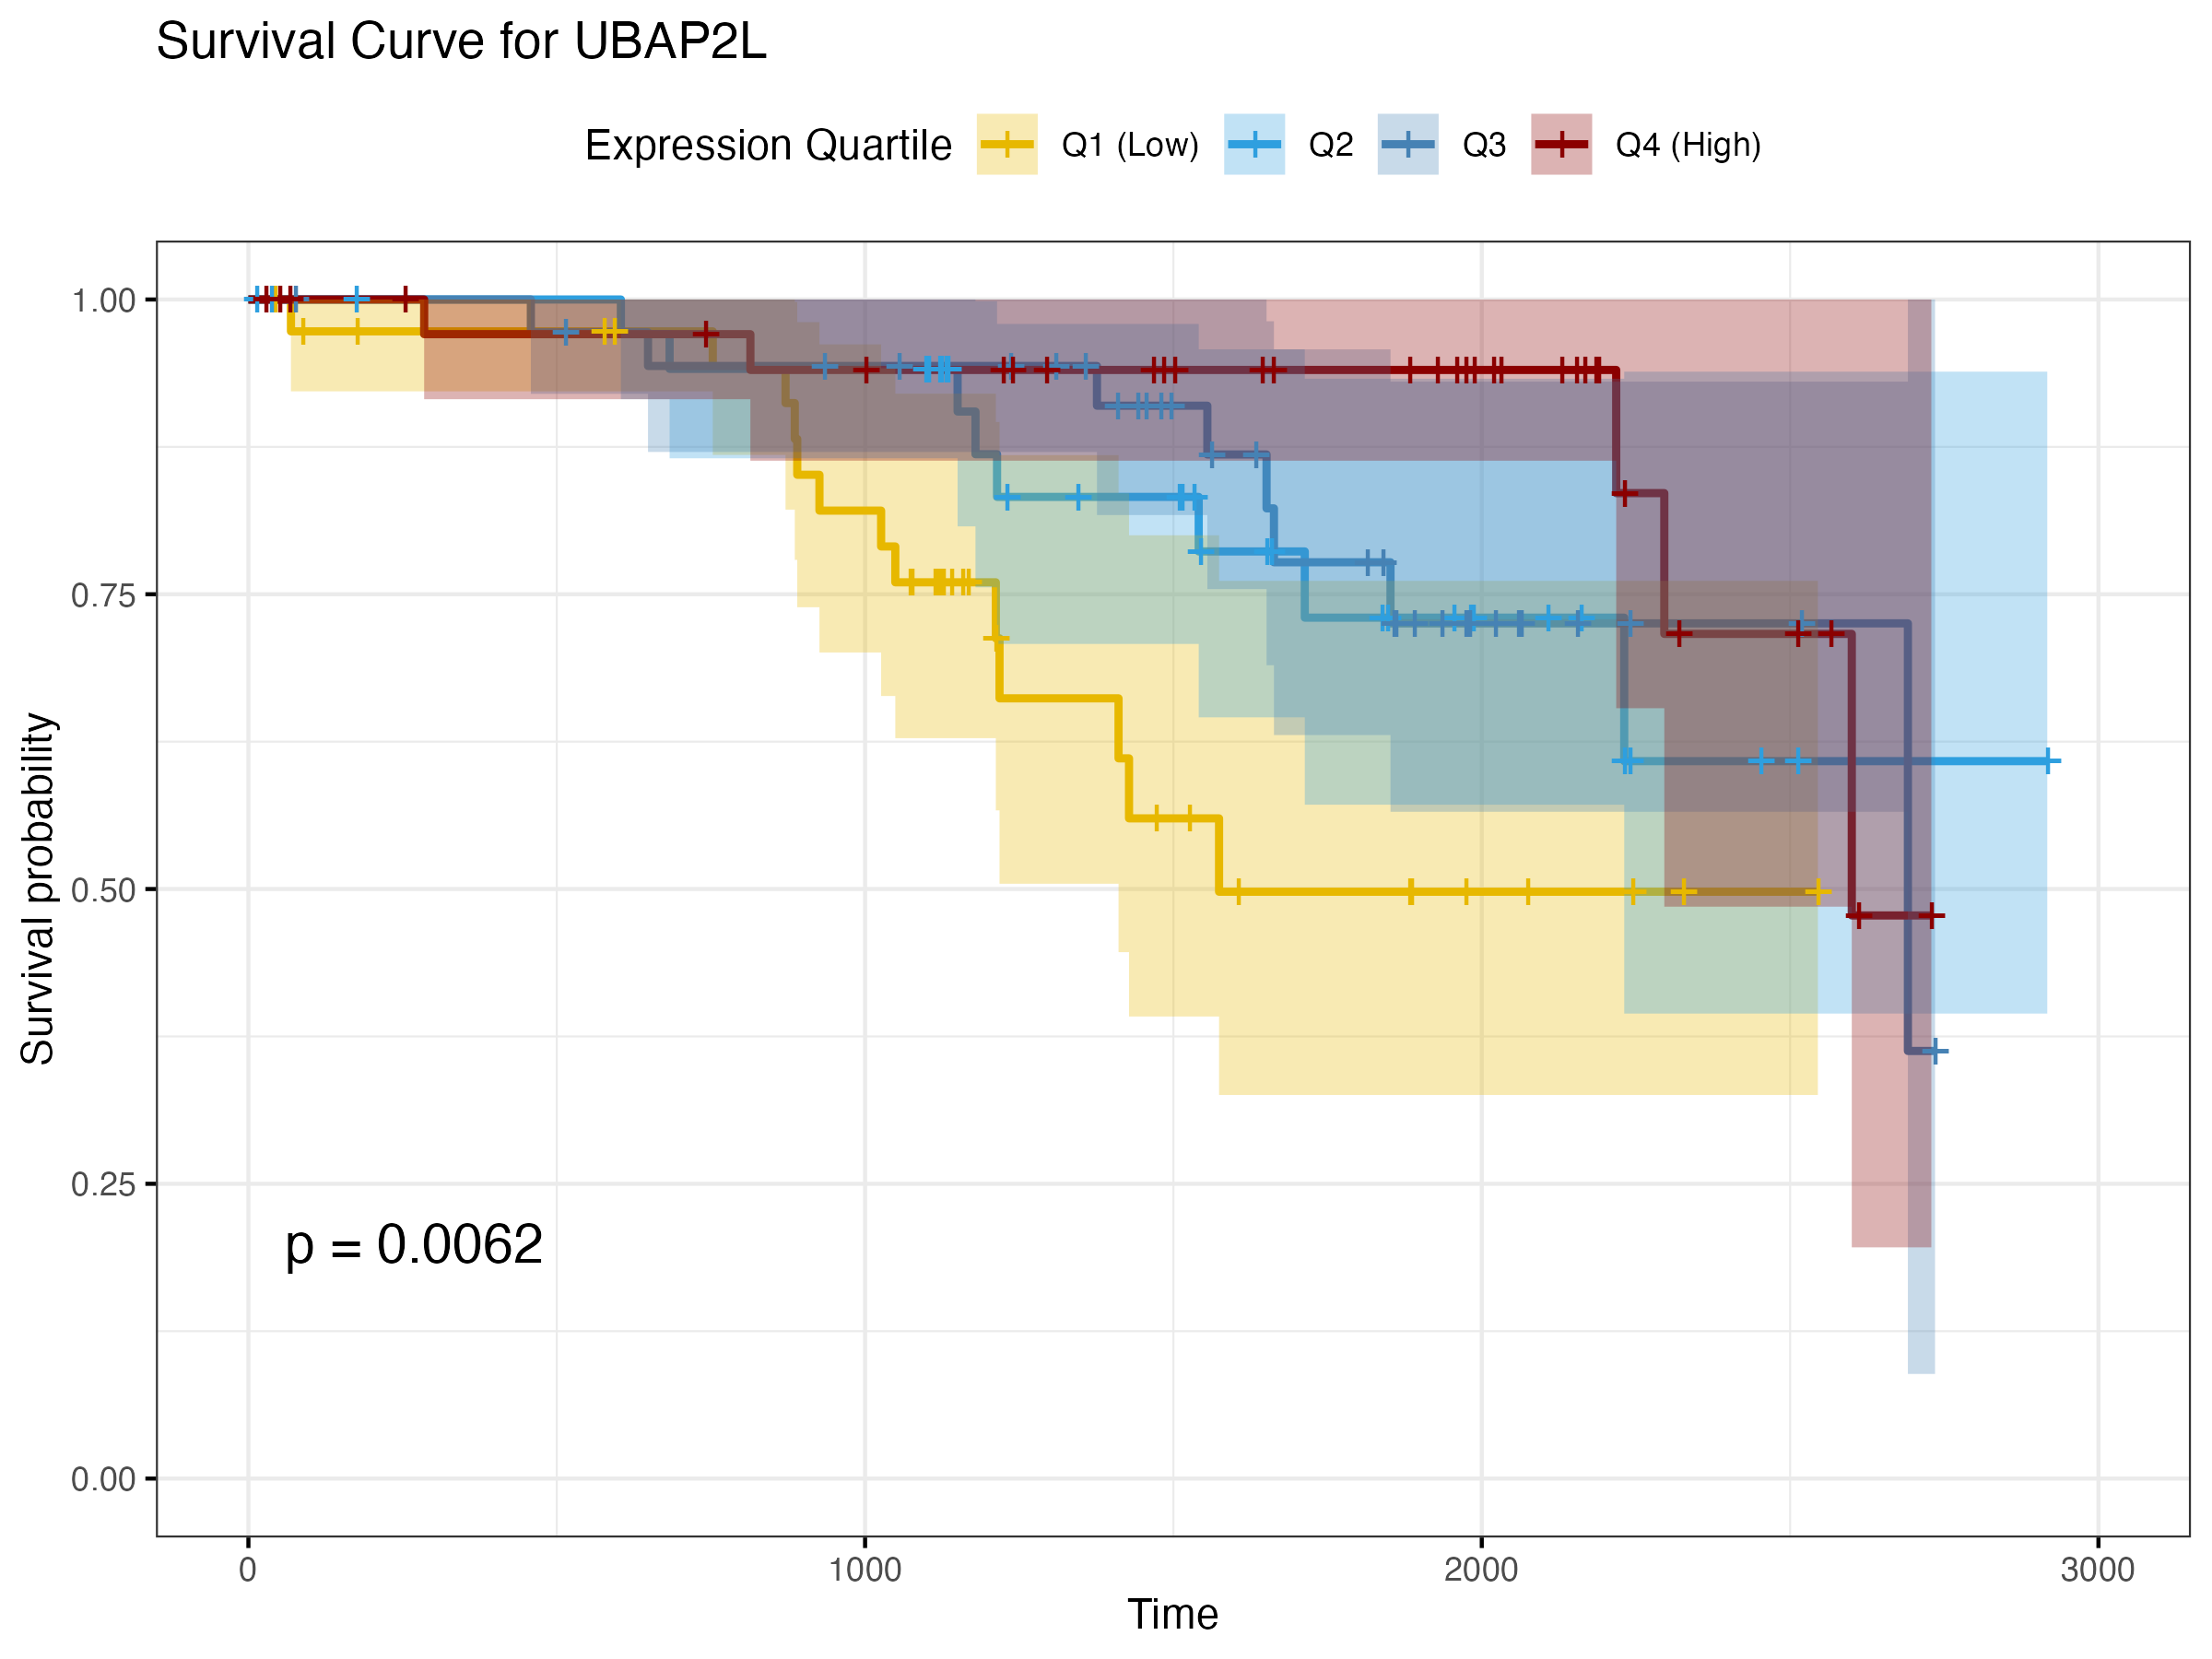 Survival Curve for UBAP2L
Expression Quartile Q1 (Low) Q2 Q3 Q4 (High)
1.00
0.75
0.50
0.25
0.00
Survival probability
p = 0.0062
0 1000 2000 3000
Time